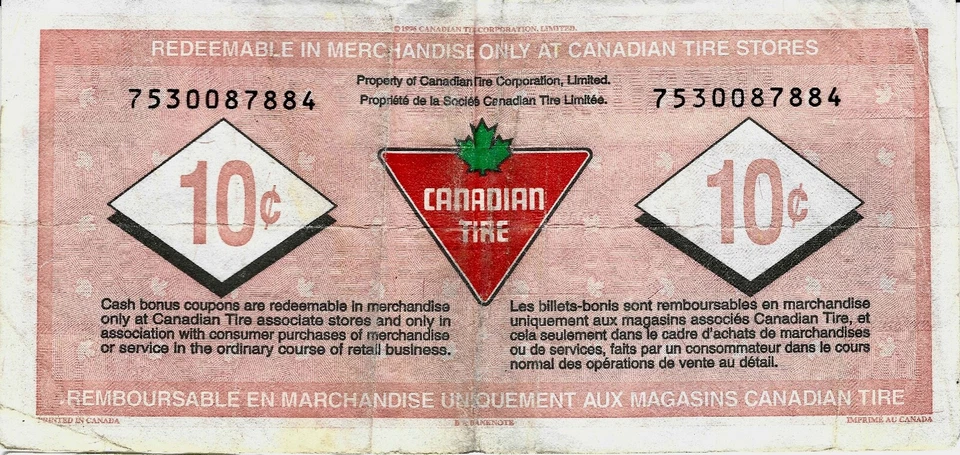 © 1996 CANADIAN TIRE CORPORATION, LIMITED.
REDEEMABLE IN MERCHANDISE ONLY AT CANADIAN TIRE STORES
Property of Canadian Tire Corporation, Limited.
Propriété de la Société Canadian Tire Limitée.
7530087884
7530087884
10¢
CANADIAN
TIRE
10¢
Cash bonus coupons are redeemable in merchandise
only at Canadian Tire associate stores and only in
association with consumer purchases of merchandise
or service in the ordinary course of retail business.
Les billets-bonis sont remboursables en marchandise
uniquement aux magasins associés Canadian Tire, et
cela seulement dans le cadre d'achats de marchandises
ou de services, faits par un consommateur dans le cours
normal des opérations de vente au détail.
REMBOURSABLE EN MARCHANDISE UNIQUEMENT AUX MAGASINS CANADIAN TIRE
PRINTED IN CANADA
BANKNOTE
IMPRIMÉ AU CANADA